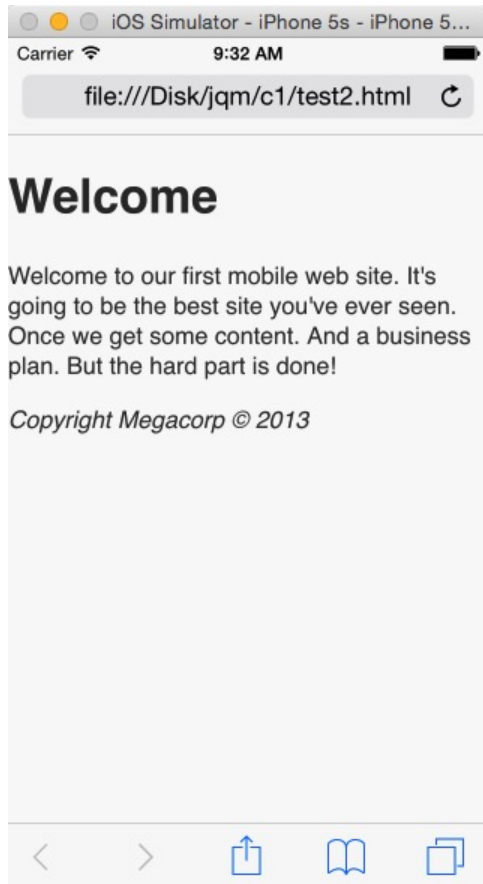 iOS Simulator - iPhone 5s - iPhone 5...
Carrier 9:32 AM
file:///Disk/jqm/c1/test2.html
Welcome
Welcome to our first mobile web site. It's
going to be the best site you've ever seen.
Once we get some content. And a business
plan. But the hard part is done!
Copyright Megacorp © 2013